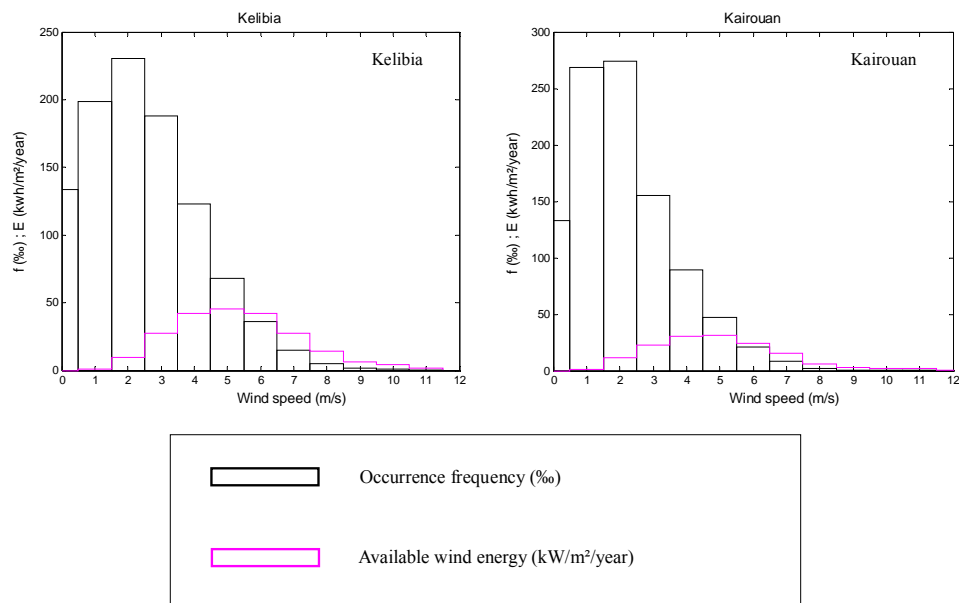 Kelibia
Kelibia
250
200
150
100
50
0
f (‰) ; E (kwh/m²/year)
0 1 2 3 4 5 6 7 8 9 10 11 12
Wind speed (m/s)
Kairouan
Kairouan
300
250
200
150
100
50
0
f (‰) ; E (kwh/m²/year)
0 1 2 3 4 5 6 7 8 9 10 11 12
Wind speed (m/s)
Occurrence frequency (‰)
Available wind energy (kW/m²/year)